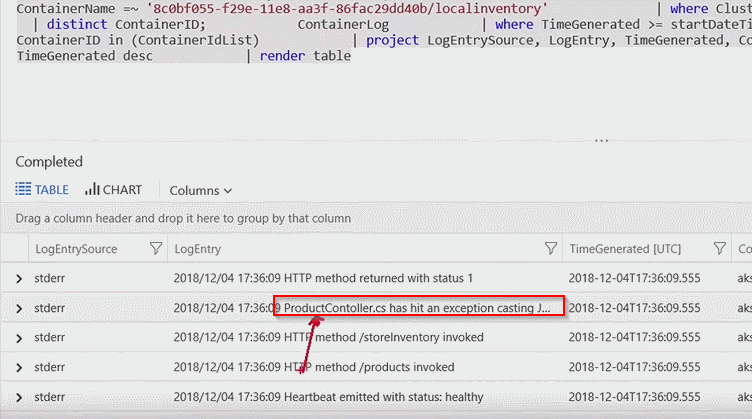 ContainerName =~ '8c0bf055-f29e-11e8-aa3f-86fac29dd40b/localinventory' | where Clust
| distinct ContainerID; ContainerLog | where TimeGenerated >= startDateTi
ContainerID in (ContainerIdList) | project LogEntrySource, LogEntry, TimeGenerated, Co
TimeGenerated desc | render table
Completed
TABLE CHART Columns
Drag a column header and drop it here to group by that column
LogEntrySource LogEntry TimeGenerated [UTC] Co
stderr 2018/12/04 17:36:09 HTTP method returned with status 1 2018-12-04T17:36:09.555 aks
stderr 2018/12/04 17:36:09 ProductContoller.cs has hit an exception casting J... 2018-12-04T17:36:09.555 aks
stderr 2018/12/04 17:36:09 HTTP method /storeInventory invoked 2018-12-04T17:36:09.555 aks
stderr 2018/12/04 17:36:09 HTTP method /products invoked 2018-12-04T17:36:09.555 aks
stderr 2018/12/04 17:36:09 Heartbeat emitted with status: healthy 2018-12-04T17:36:09.555 aks